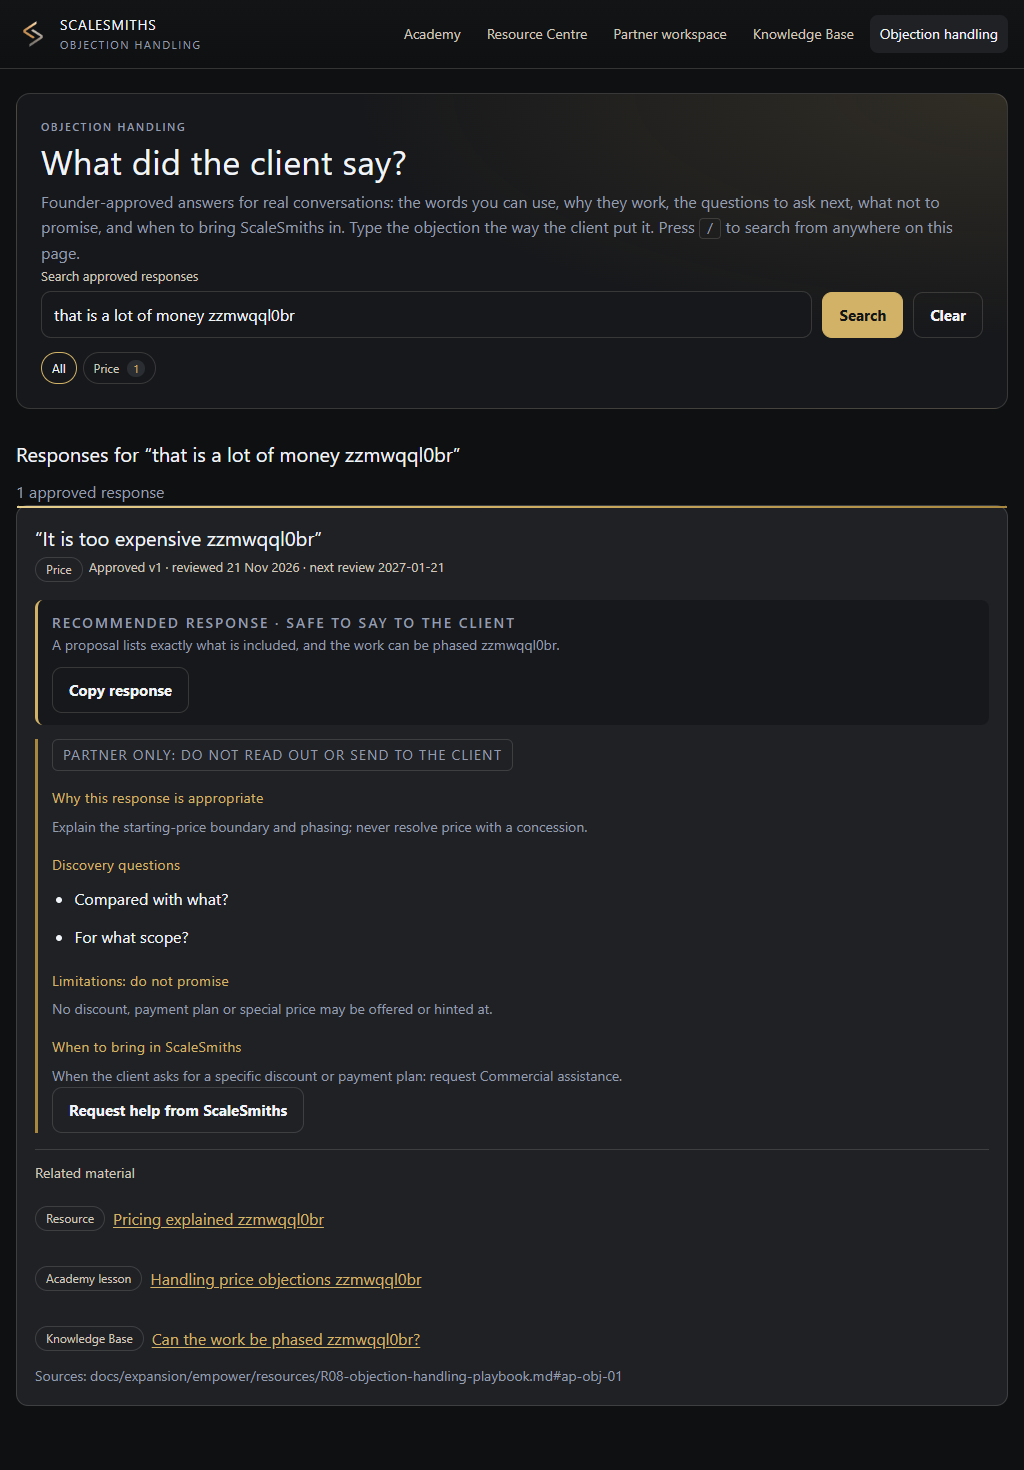 SCALESMITHS
OBJECTION HANDLING
Academy
Resource Centre
Partner workspace
Knowledge Base
Objection handling
OBJECTION HANDLING
What did the client say?
Founder-approved answers for real conversations: the words you can use, why they work, the questions to ask next, what not to
promise, and when to bring ScaleSmiths in. Type the objection the way the client put it. Press / to search from anywhere on this
page.
Search approved responses
that is a lot of money zzmwqql0br
Search
Clear
All
Price 1
Responses for “that is a lot of money zzmwqql0br”
1 approved response
“It is too expensive zzmwqql0br”
Price Approved v1 · reviewed 21 Nov 2026 · next review 2027-01-21
RECOMMENDED RESPONSE · SAFE TO SAY TO THE CLIENT
A proposal lists exactly what is included, and the work can be phased zzmwqql0br.
Copy response
PARTNER ONLY: DO NOT READ OUT OR SEND TO THE CLIENT
Why this response is appropriate
Explain the starting-price boundary and phasing; never resolve price with a concession.
Discovery questions
• Compared with what?
• For what scope?
Limitations: do not promise
No discount, payment plan or special price may be offered or hinted at.
When to bring in ScaleSmiths
When the client asks for a specific discount or payment plan: request Commercial assistance.
Request help from ScaleSmiths
Related material
Resource Pricing explained zzmwqql0br
Academy lesson Handling price objections zzmwqql0br
Knowledge Base Can the work be phased zzmwqql0br?
Sources: docs/expansion/empower/resources/R08-objection-handling-playbook.md#ap-obj-01